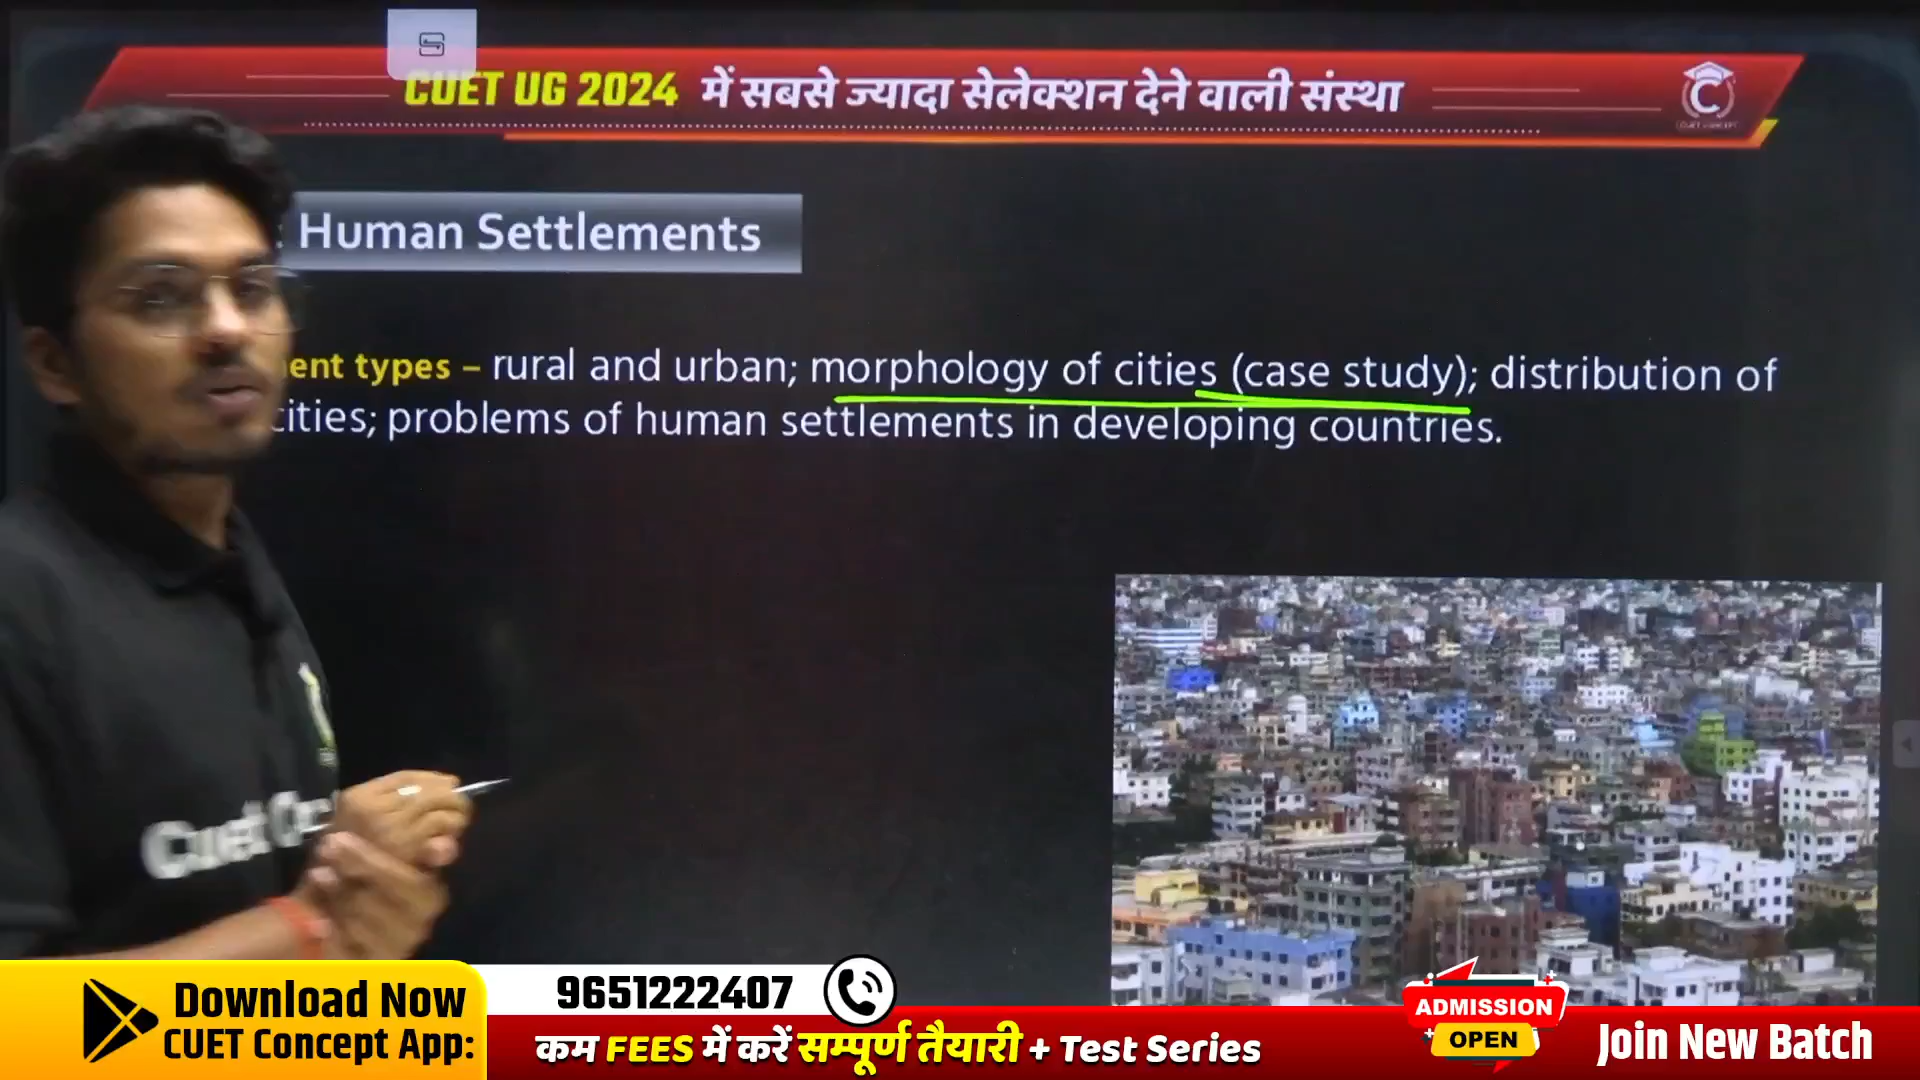 CUET UG 2024 में सबसे ज्यादा सेलेक्शन देने वाली संस्था
: Human Settlements
ent types – rural and urban; morphology of cities (case study); distribution of
cities; problems of human settlements in developing countries.
Cuet
Download Now
CUET Concept App:
9651222407
कम FEES में करें सम्पूर्ण तैयारी + Test Series
ADMISSION
OPEN
Join New Batch